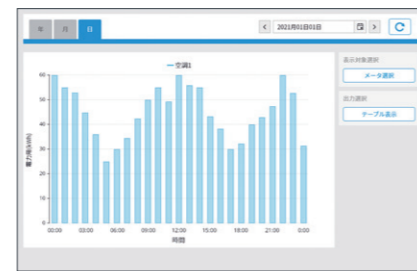 年 月 日
2021年01月01日
表示対象選択
メータ選択
出力選択
テーブル表示
空調1
60
50
40
30
20
10
0
電力量(kWh)
00:00 03:00 06:00 09:00 12:00 15:00 18:00 21:00 0:00
時間